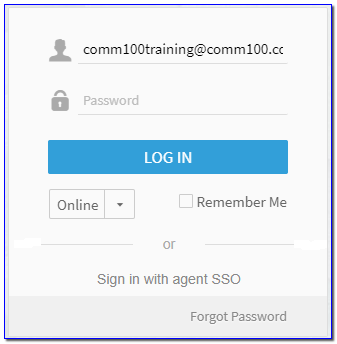 comm100training@comm100.cc
Password
LOG IN
Online
Remember Me
or
Sign in with agent SSO
Forgot Password